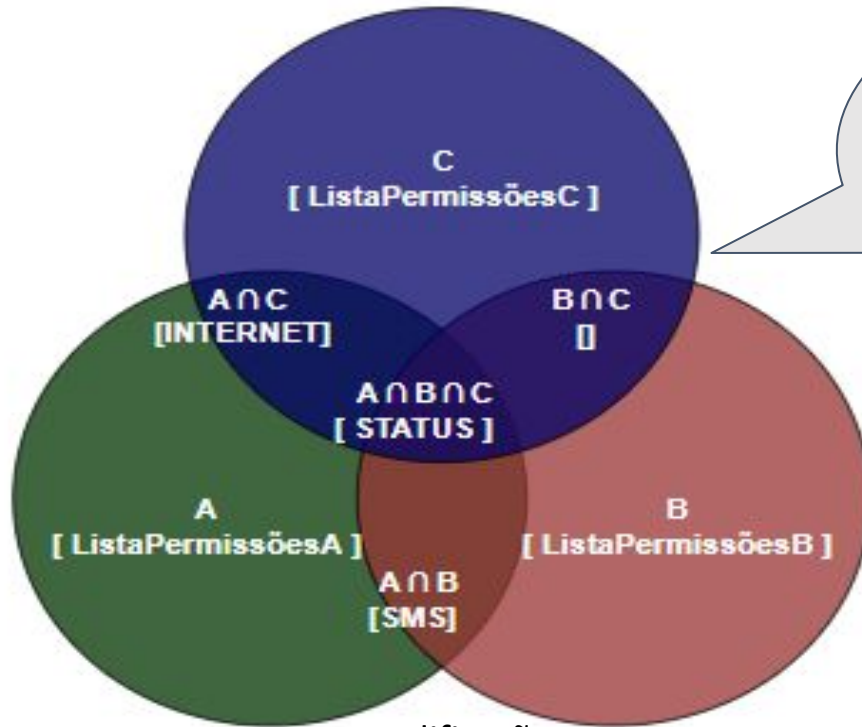 C
[ ListaPermissõesC ]
A ∩ C
[INTERNET]
B ∩ C
[]
A ∩ B ∩ C
[ STATUS ]
A
[ ListaPermissõesA ]
B
[ ListaPermissõesB ]
A ∩ B
[SMS]